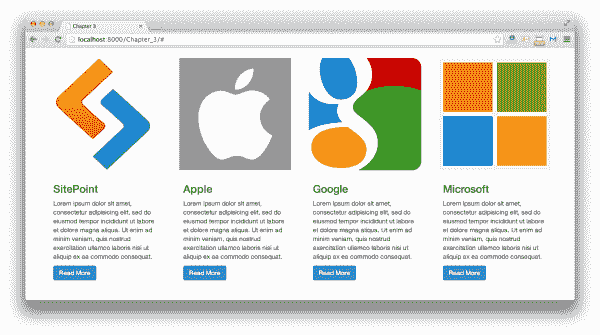 Chapter 3
localhost:8000/Chapter_3/#
SitePoint
Lorem ipsum dolor sit amet,
consectetur adipisicing elit, sed do
eiusmod tempor incididunt ut labore
et dolore magna aliqua. Ut enim ad
minim veniam, quis nostrud
exercitation ullamco laboris nisi ut
aliquip ex ea commodo consequat.
Read More
Apple
Lorem ipsum dolor sit amet,
consectetur adipisicing elit, sed do
eiusmod tempor incididunt ut labore
et dolore magna aliqua. Ut enim ad
minim veniam, quis nostrud
exercitation ullamco laboris nisi ut
aliquip ex ea commodo consequat.
Read More
Google
Lorem ipsum dolor sit amet,
consectetur adipisicing elit, sed do
eiusmod tempor incididunt ut labore
et dolore magna aliqua. Ut enim ad
minim veniam, quis nostrud
exercitation ullamco laboris nisi ut
aliquip ex ea commodo consequat.
Read More
Microsoft
Lorem ipsum dolor sit amet,
consectetur adipisicing elit, sed do
eiusmod tempor incididunt ut labore
et dolore magna aliqua. Ut enim ad
minim veniam, quis nostrud
exercitation ullamco laboris nisi ut
aliquip ex ea commodo consequat.
Read More